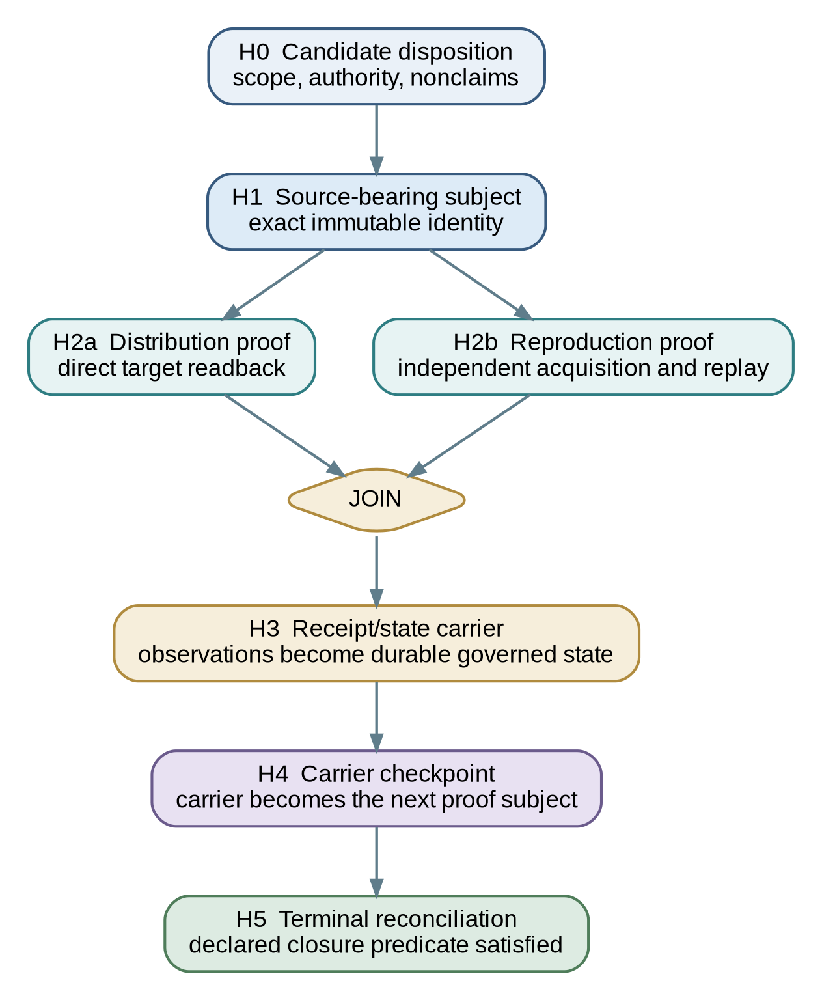 H0  Candidate disposition
scope, authority, nonclaims
H1  Source-bearing subject
exact immutable identity
H2a  Distribution proof
direct target readback
H2b  Reproduction proof
independent acquisition and replay
JOIN
H3  Receipt/state carrier
observations become durable governed state
H4  Carrier checkpoint
carrier becomes the next proof subject
H5  Terminal reconciliation
declared closure predicate satisfied